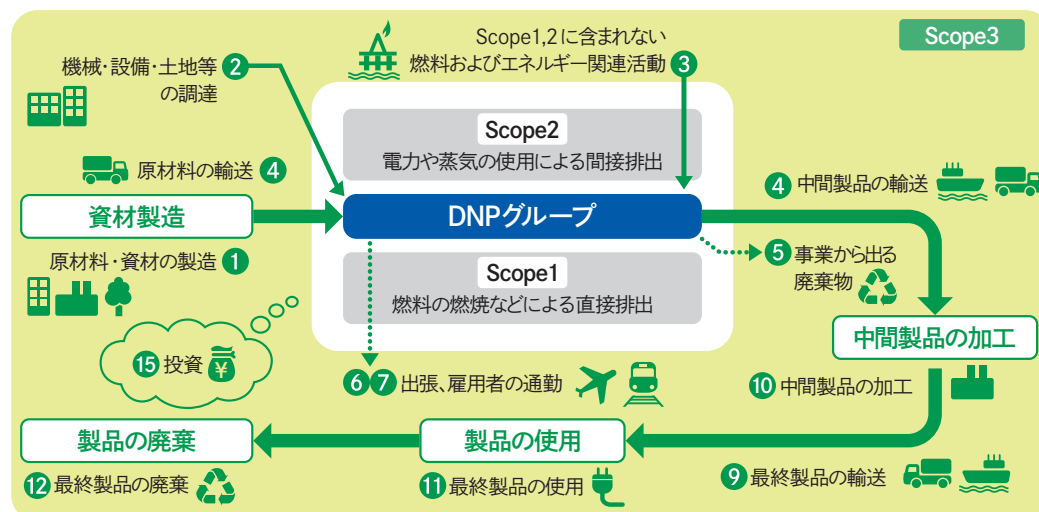 Scope3
機械・設備・土地等 2
の調達
Scope1,2 に含まれない
燃料およびエネルギー関連活動 3
Scope2
電力や蒸気の使用による間接排出
原材料の輸送 4
資材製造
原材料・資材の製造 1
DNPグループ
4 中間製品の輸送
5 事業から出る
廃棄物
Scope1
燃料の燃焼などによる直接排出
中間製品の加工
15 投資
¥
6 7 出張、雇用者の通勤
10 中間製品の加工
製品の廃棄
製品の使用
12 最終製品の廃棄
11 最終製品の使用
9 最終製品の輸送